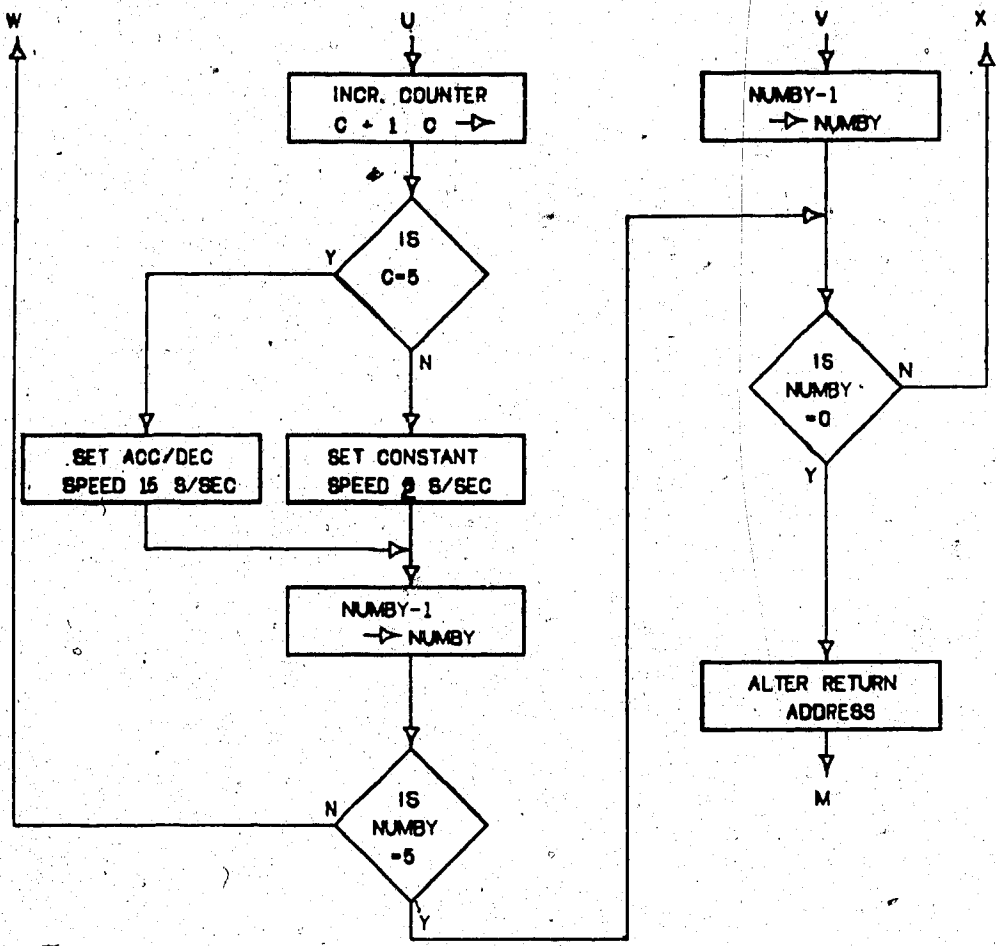 W
U
V
X
INCR. COUNTER
C + 1 C →
NUMBY-1
→ NUMBY
IS
C=5
Y
N
IS
NUMBY
=0
N
Y
SET ACC/DEC
SPEED 15 S/SEC
SET CONSTANT
SPEED S/SEC
NUMBY-1
→ NUMBY
ALTER RETURN
ADDRESS
M
IS
NUMBY
=5
N
Y